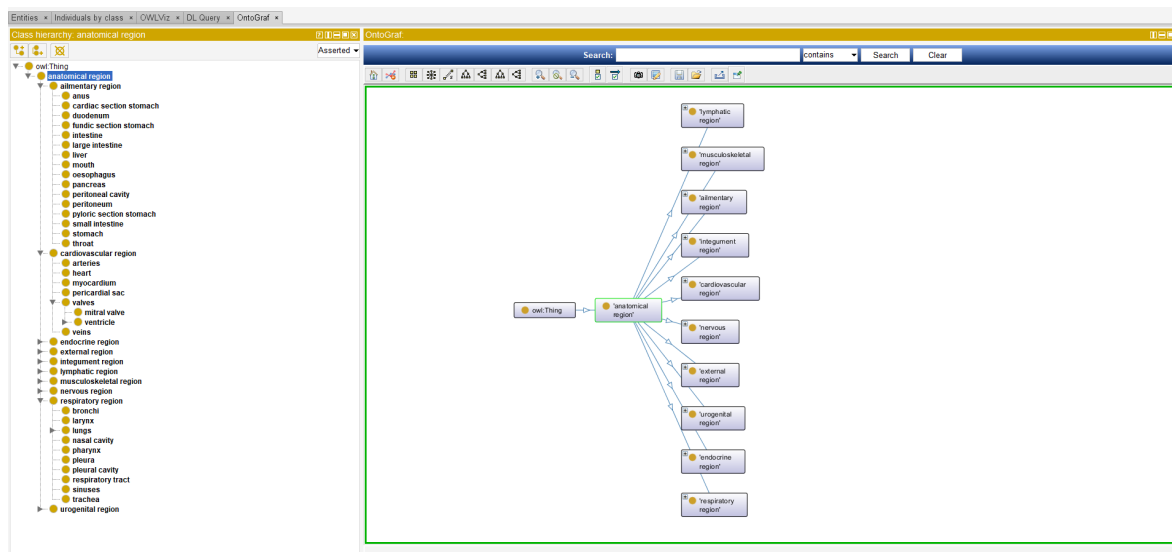 Entities × Individuals by class × OWLViz × DL Query × OntoGraf ×
Class hierarchy: anatomical region
Asserted
owl:Thing
anatomical region
ailmentary region
anus
cardiac section stomach
duodenum
fundic section stomach
intestine
large intestine
liver
mouth
oesophagus
pancreas
peritoneal cavity
peritoneum
pyloric section stomach
small intestine
stomach
throat
cardiovascular region
arteries
heart
myocardium
pericardial sac
valves
mitral valve
ventricle
veins
endocrine region
external region
integument region
lymphatic region
musculoskeletal region
nervous region
respiratory region
bronchi
larynx
lungs
nasal cavity
pharynx
pleura
pleural cavity
respiratory tract
sinuses
trachea
urogenital region
OntoGraf:
Search: contains Search Clear
'lymphatic
region'
'musculoskeletal
region'
'ailmentary
region'
'integument
region'
'cardiovascular
region'
owl:Thing
'anatomical
region'
'nervous
region'
'external
region'
'urogenital
region'
'endocrine
region'
'respiratory
region'